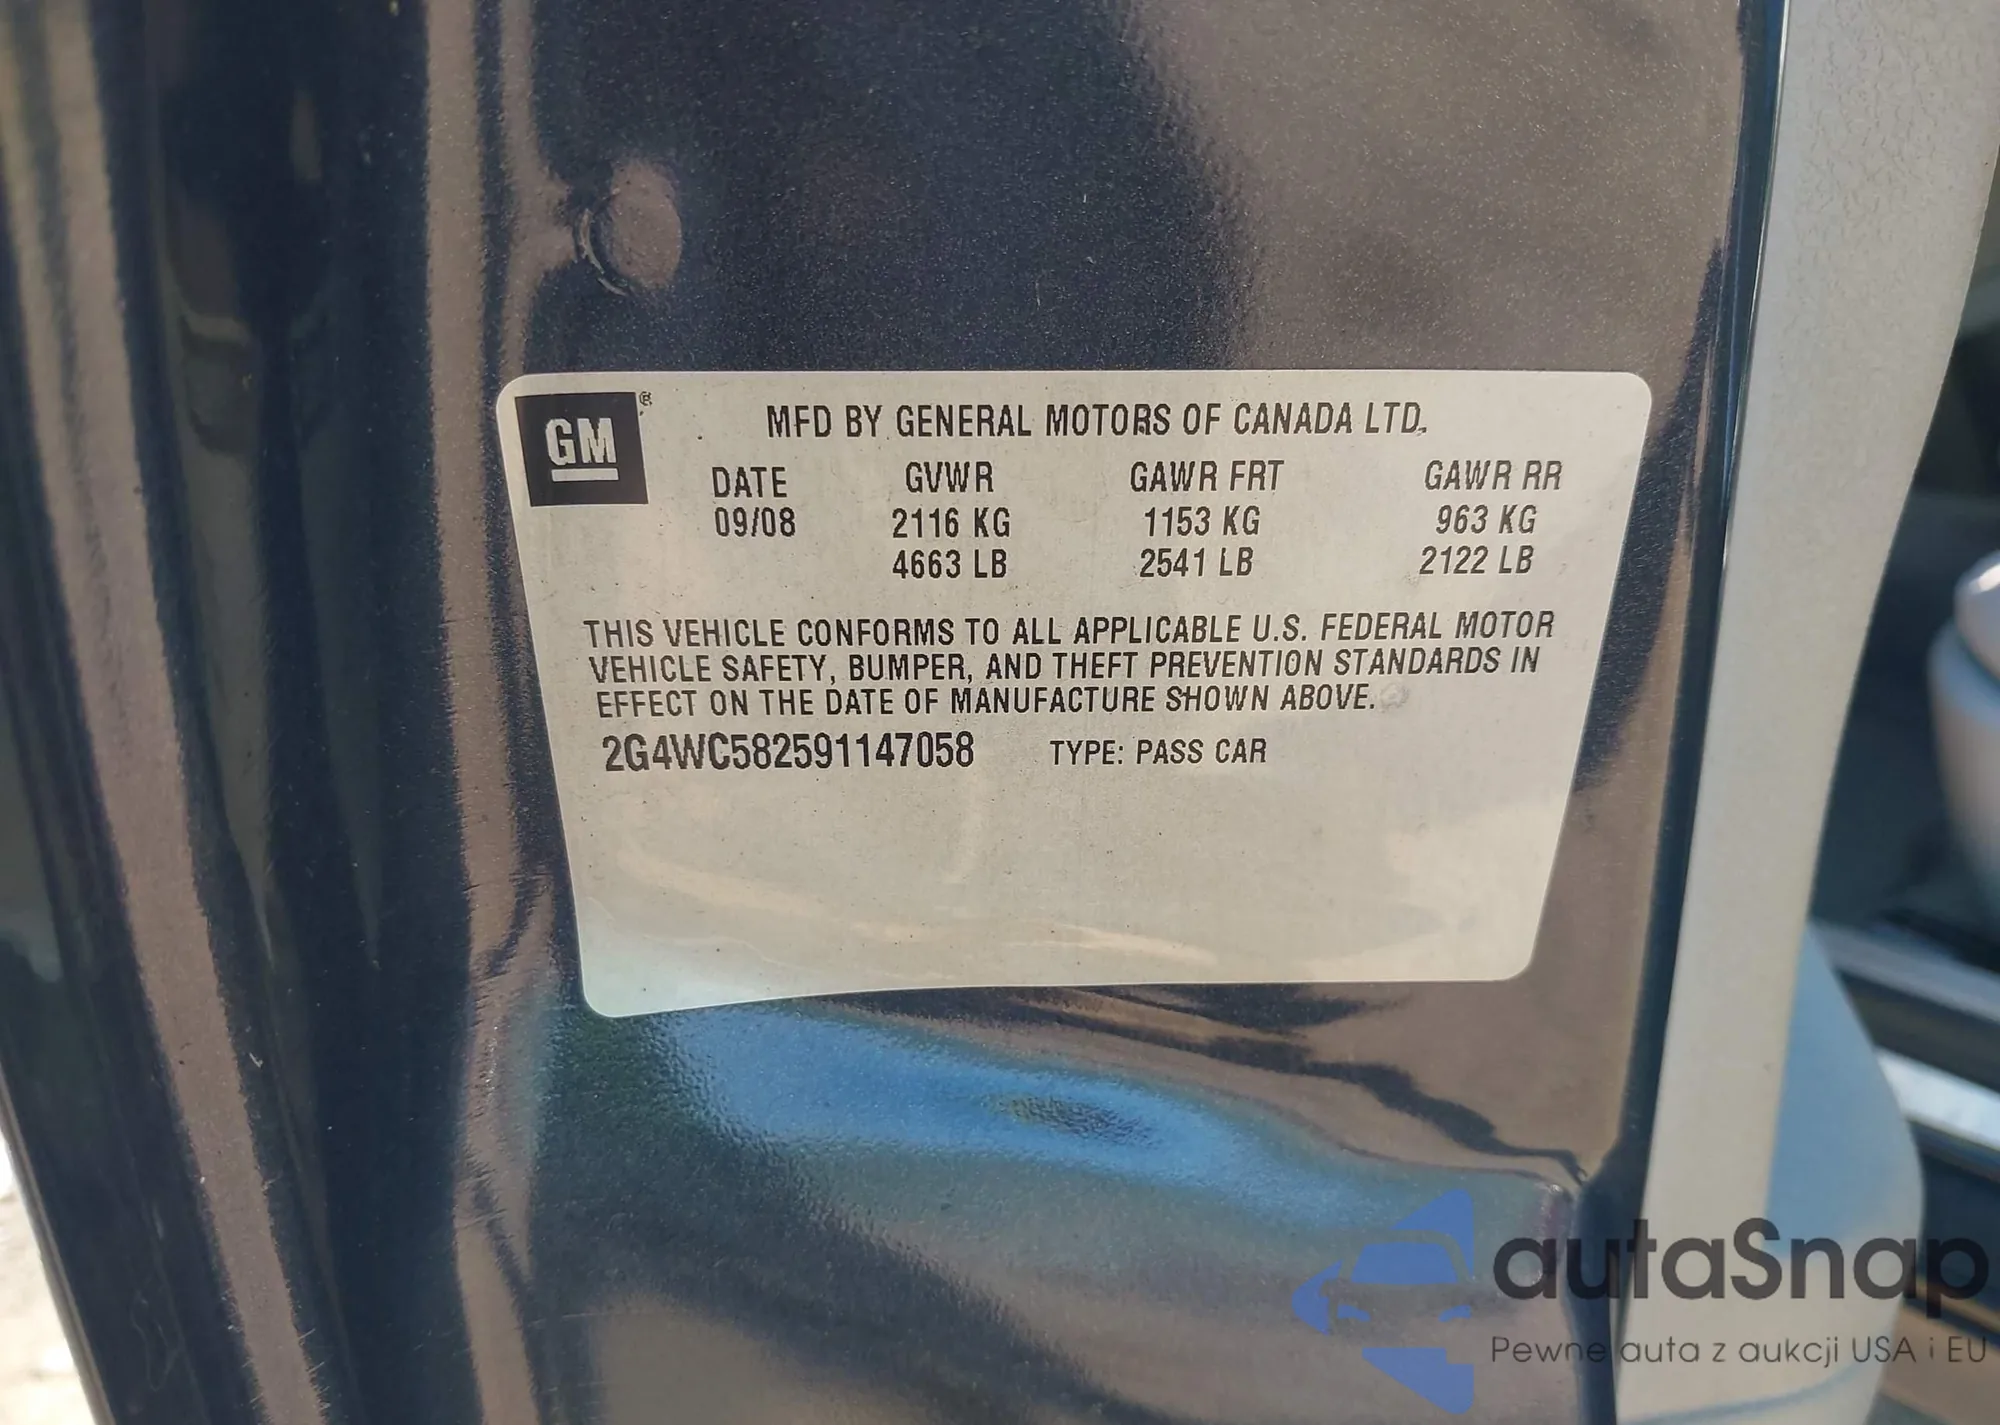 GM ®
MFD BY GENERAL MOTORS OF CANADA LTD.
DATE GVWR GAWR FRT GAWR RR
09/08 2116 KG 1153 KG 963 KG
4663 LB 2541 LB 2122 LB
THIS VEHICLE CONFORMS TO ALL APPLICABLE U.S. FEDERAL MOTOR
VEHICLE SAFETY, BUMPER, AND THEFT PREVENTION STANDARDS IN
EFFECT ON THE DATE OF MANUFACTURE SHOWN ABOVE.
2G4WC582591147058 TYPE: PASS CAR
autaSnap
Pewne auta z aukcji USA i EU